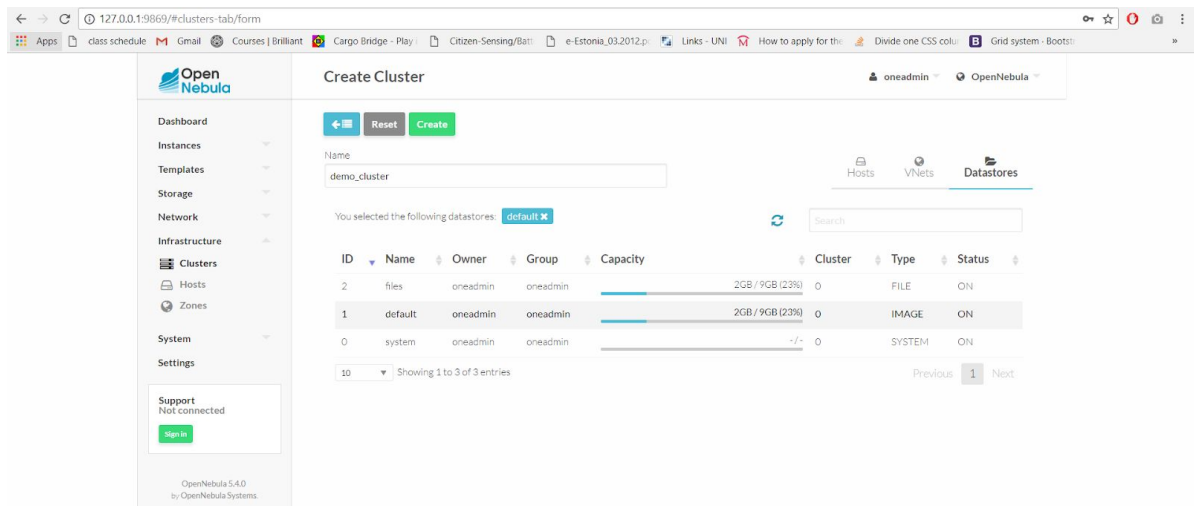 127.0.0.1:9869/#clusters-tab/form
Apps class schedule Gmail Courses | Brilliant Cargo Bridge - Play Citizen-Sensing/Batt e-Estonia_03.2012.p Links - UNI How to apply for the Divide one CSS colu Grid system - Bootst »
Open
Nebula
Create Cluster
oneadmin OpenNebula
Dashboard
Instances
Templates
Storage
Network
Infrastructure
Clusters
Hosts
Zones
System
Settings
Support
Not connected
Sign in
OpenNebula 5.4.0
by OpenNebula Systems.
Reset Create
Name
demo_cluster
Hosts VNets Datastores
You selected the following datastores: default ✖
Search
ID Name Owner Group Capacity Cluster Type Status
2 files oneadmin oneadmin 2GB / 9GB (23%) 0 FILE ON
1 default oneadmin oneadmin 2GB / 9GB (23%) 0 IMAGE ON
0 system oneadmin oneadmin - / - 0 SYSTEM ON
10 Showing 1 to 3 of 3 entries
Previous 1 Next